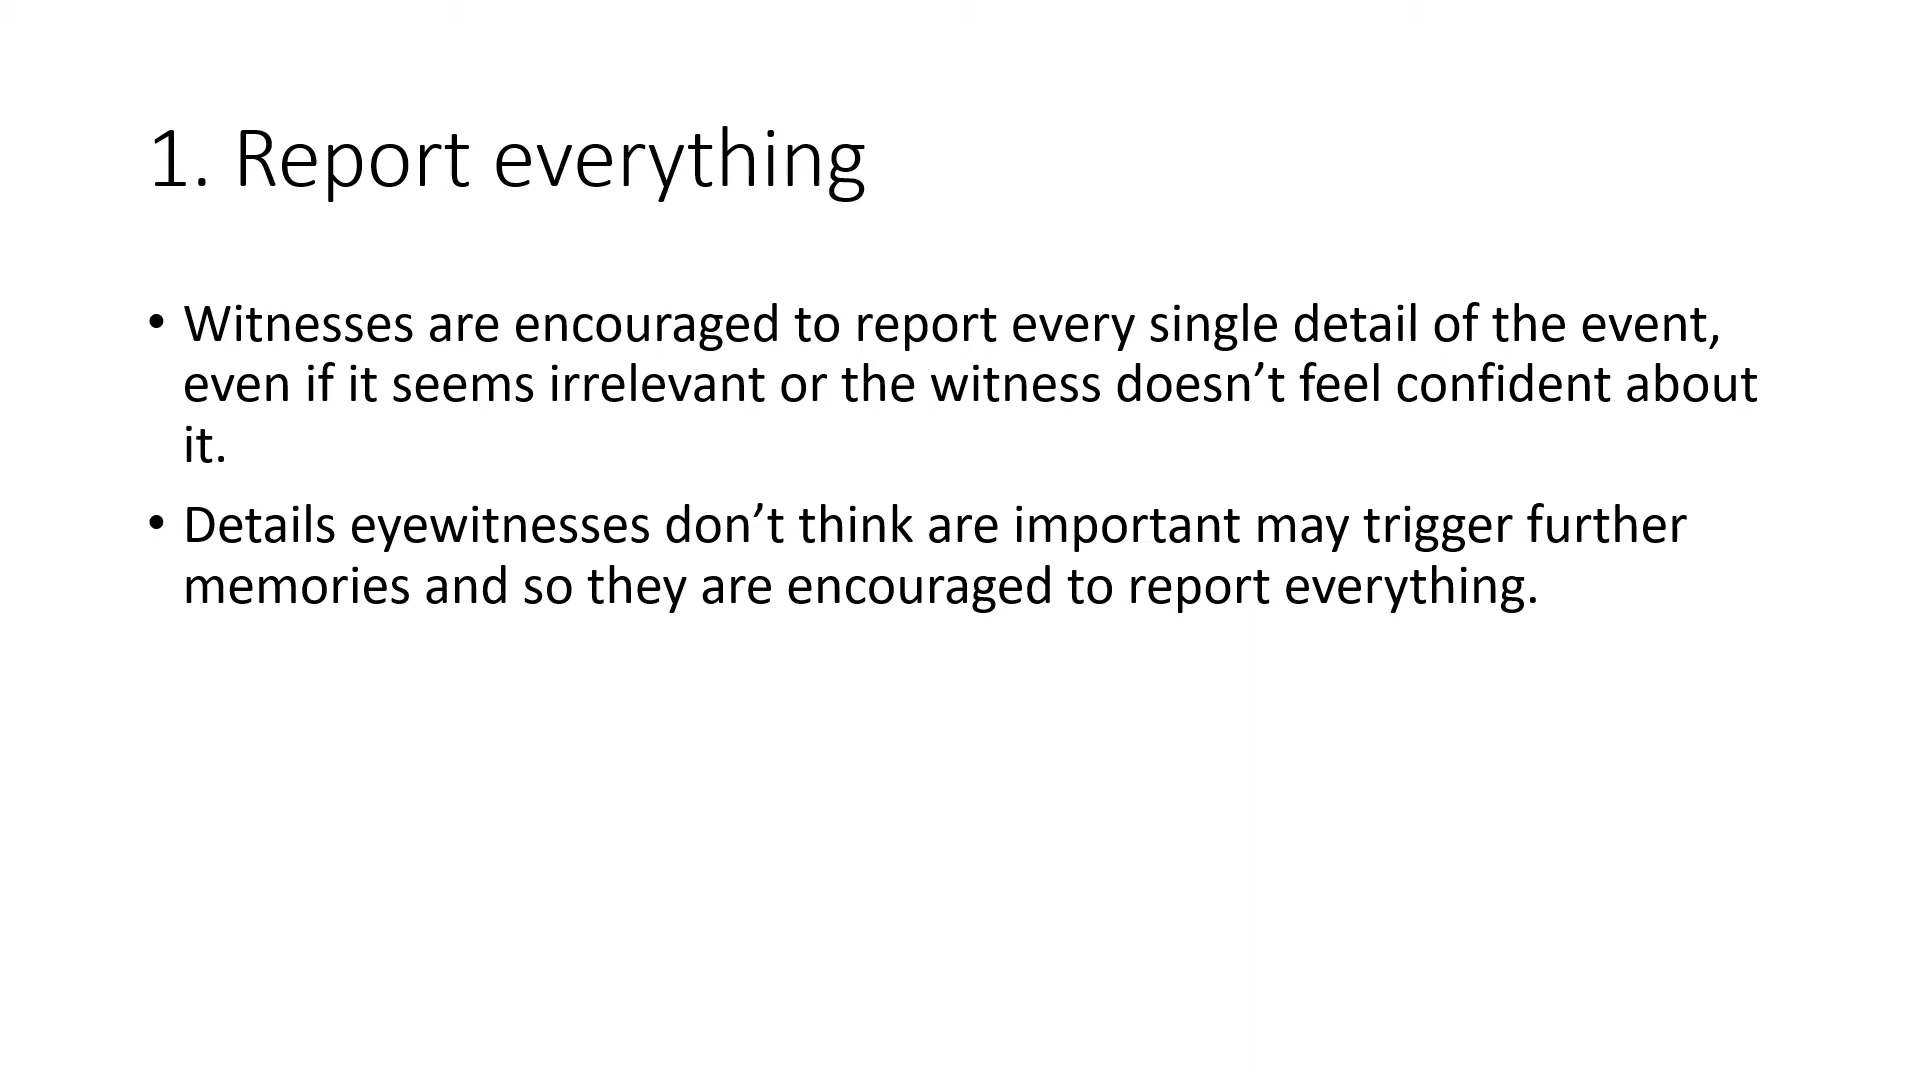 1. Report everything
• Witnesses are encouraged to report every single detail of the event,
even if it seems irrelevant or the witness doesn’t feel confident about
it.
• Details eyewitnesses don’t think are important may trigger further
memories and so they are encouraged to report everything.